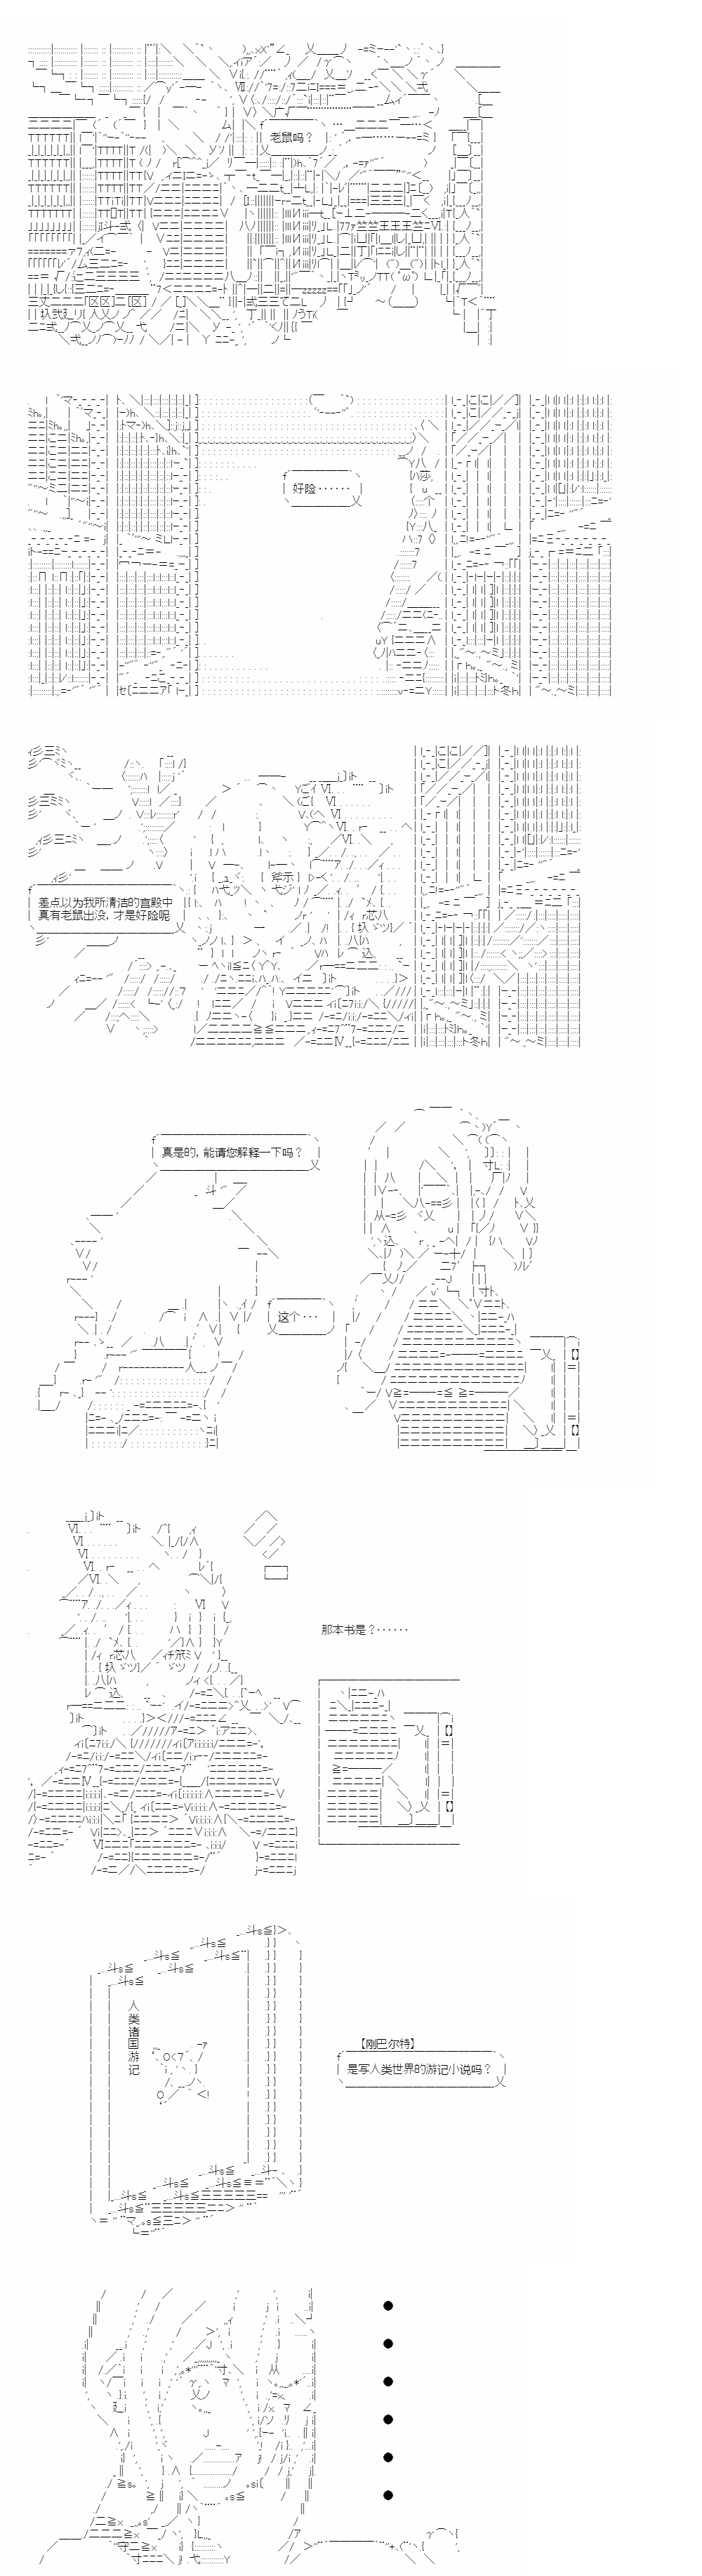 老鼠吗?
好险······
差点以为我所清洁的宫殿中
真有老鼠出没，才是好险呢
真是的，能请您解释一下吗?
这个···
那本书是?······
人类诸国游记
【刚巴尔特】
是写人类世界的游记小说吗?